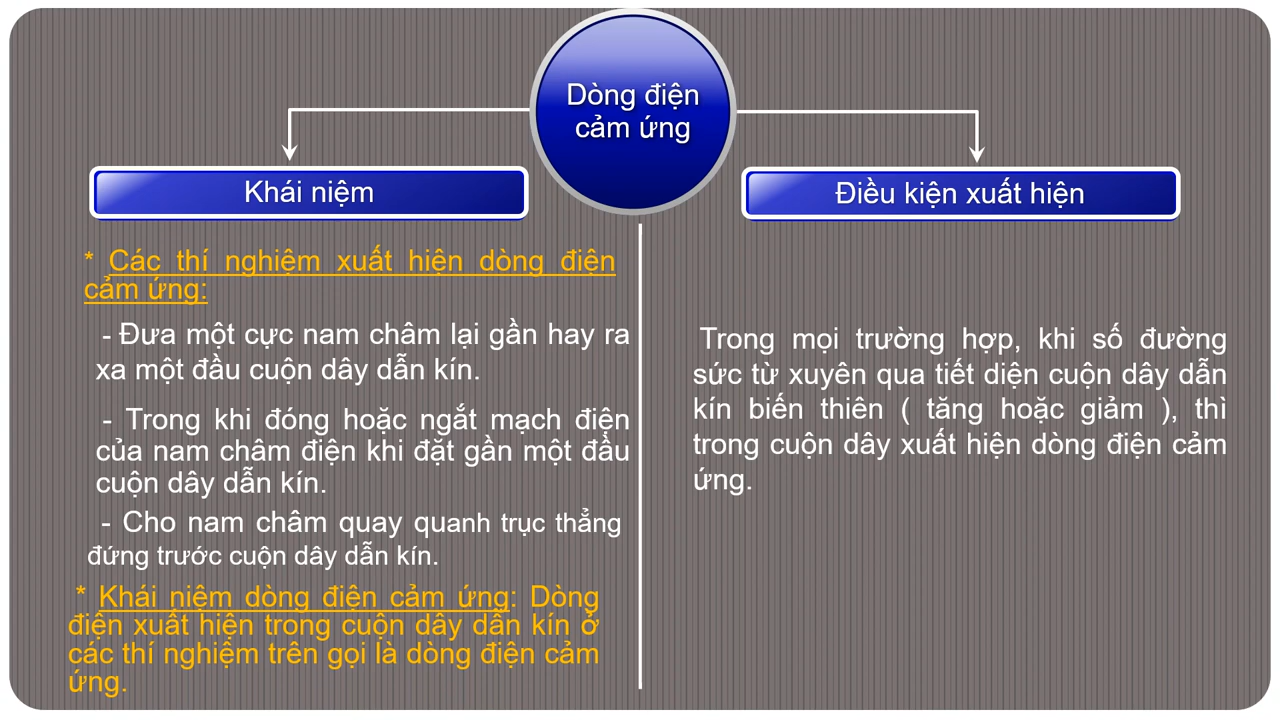 Dòng điện
cảm ứng
Khái niệm
* Các thí nghiệm xuất hiện dòng điện
cảm ứng:
- Đưa một cực nam châm lại gần hay ra
xa một đầu cuộn dây dẫn kín.
- Trong khi đóng hoặc ngắt mạch điện
của nam châm điện khi đặt gần một đầu
cuộn dây dẫn kín.
- Cho nam châm quay quanh trục thẳng
đứng trước cuộn dây dẫn kín.
* Khái niệm dòng điện cảm ứng: Dòng
điện xuất hiện trong cuộn dây dẫn kín ở
các thí nghiệm trên gọi là dòng điện cảm
ứng.
Điều kiện xuất hiện
Trong mọi trường hợp, khi số đường
sức từ xuyên qua tiết diện cuộn dây dẫn
kín biến thiên ( tăng hoặc giảm ), thì
trong cuộn dây xuất hiện dòng điện cảm
ứng.